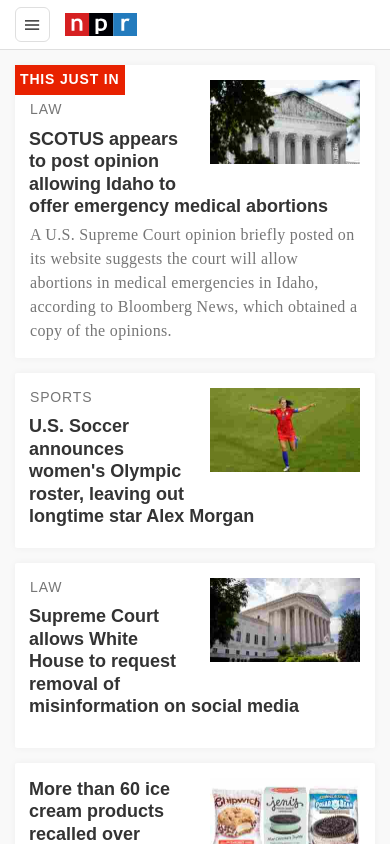 npr
THIS JUST IN
LAW
SCOTUS appears
to post opinion
allowing Idaho to
offer emergency medical abortions
A U.S. Supreme Court opinion briefly posted on
its website suggests the court will allow
abortions in medical emergencies in Idaho,
according to Bloomberg News, which obtained a
copy of the opinions.
SPORTS
U.S. Soccer
announces
women's Olympic
roster, leaving out
longtime star Alex Morgan
LAW
Supreme Court
allows White
House to request
removal of
misinformation on social media
More than 60 ice
cream products
recalled over
Chipwich
jeni's
POLAR BEAR